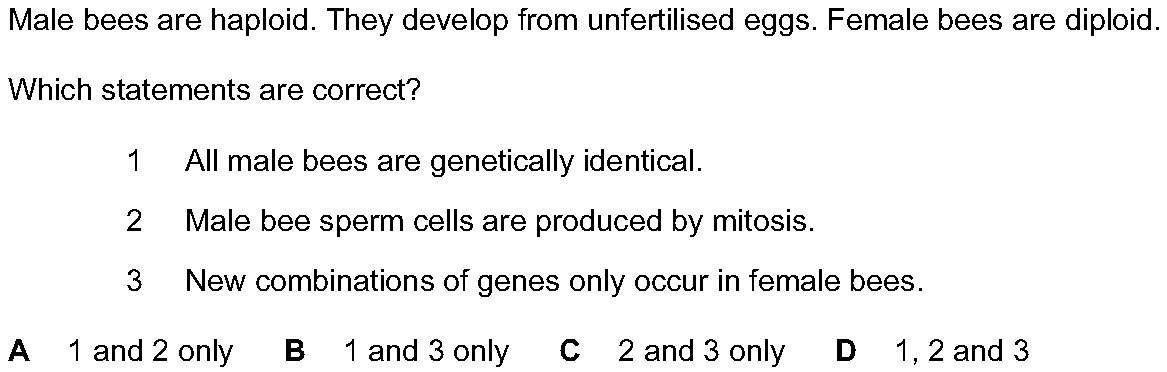 Male bees are haploid. They develop from unfertilised eggs. Female bees are diploid.
Which statements are correct?
1 All male bees are genetically identical.
2 Male bee sperm cells are produced by mitosis.
3 New combinations of genes only occur in female bees.
A 1 and 2 only B 1 and 3 only C 2 and 3 only D 1, 2 and 3